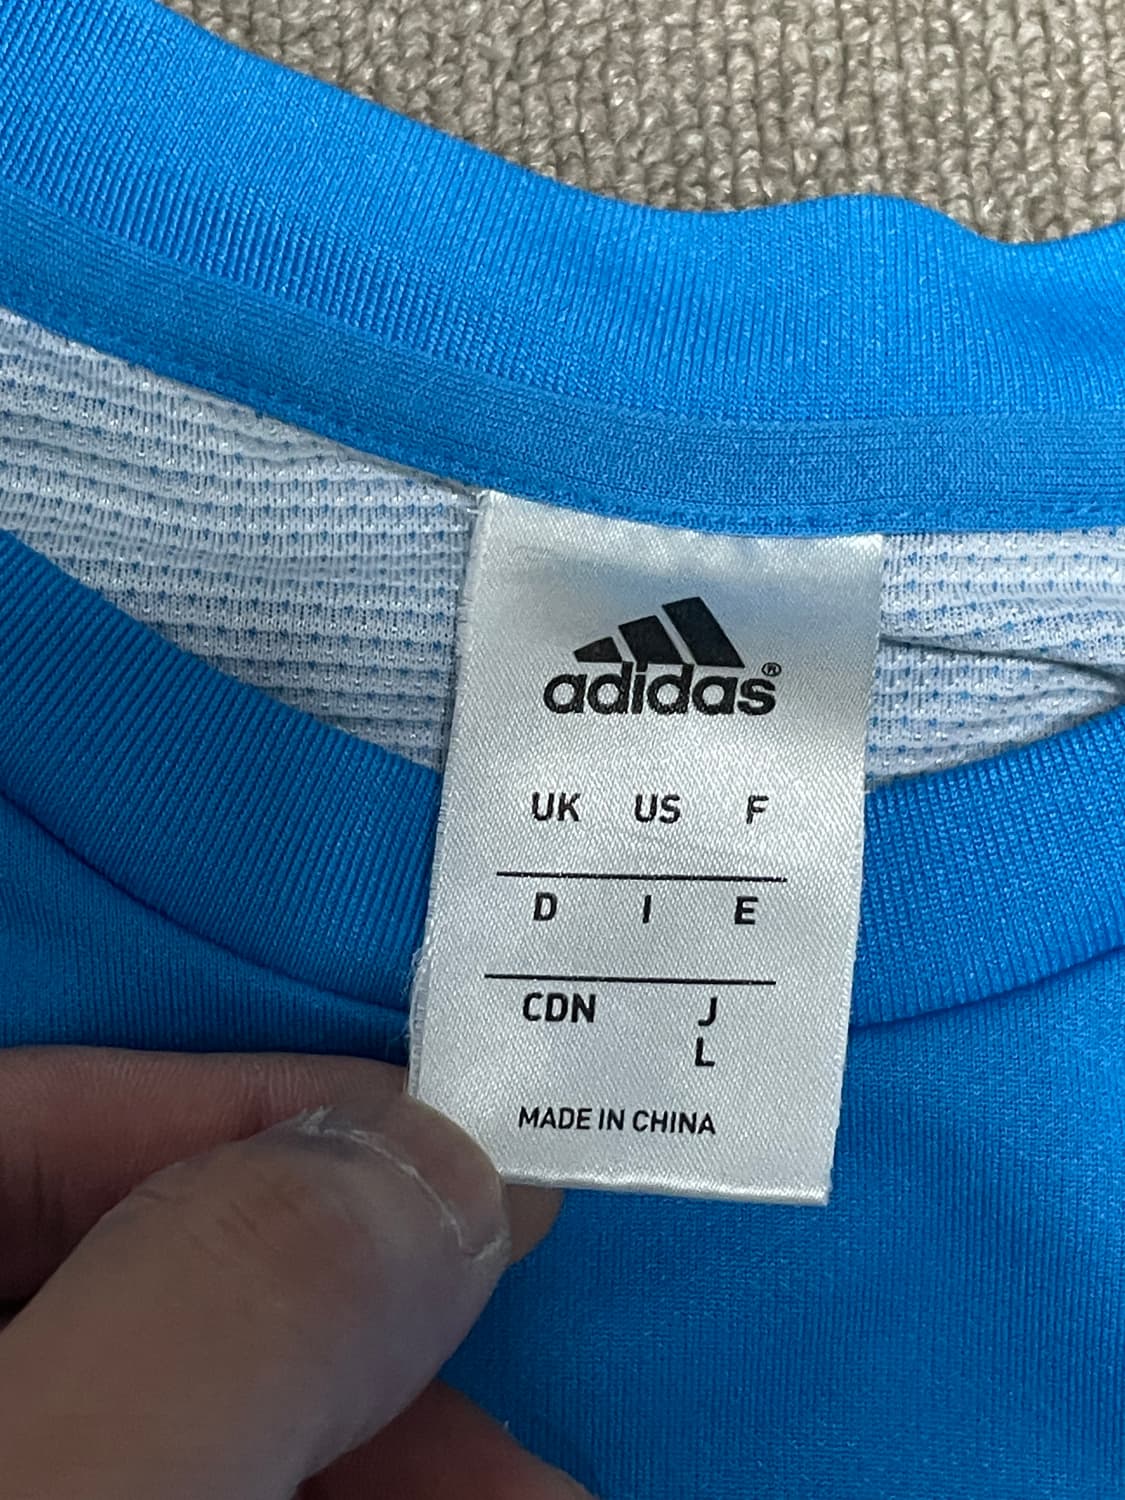 adidas®
UK US F
D I E
CDN J
L
MADE IN CHINA